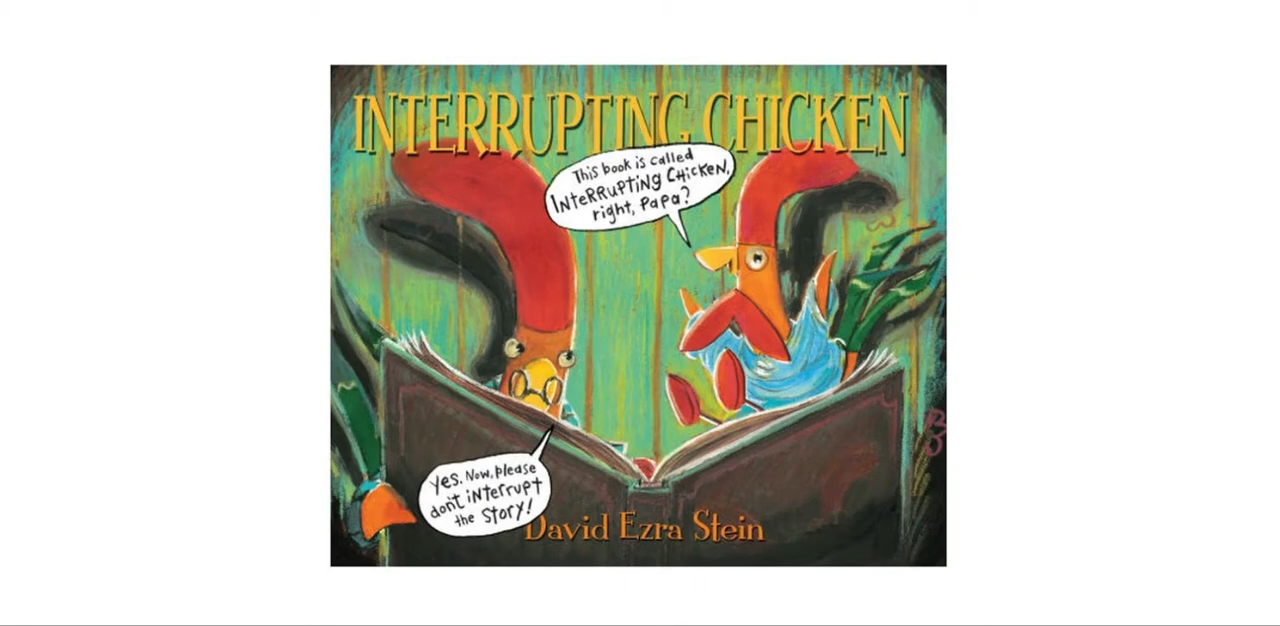 INTERRUPTING CHICKEN
This book is called
INTERRUPTING CHICKEN,
right, Papa?
yes. Now, please
don't interrupt
the story!
David Ezra Stein